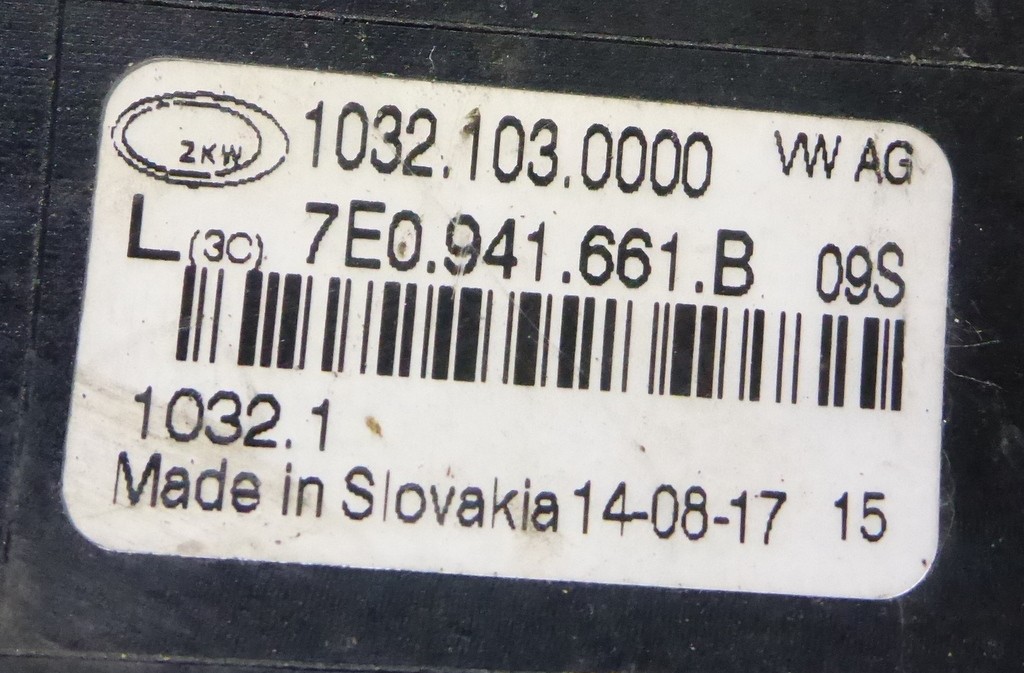 ZKW 1032.103.0000 VW AG
L (3C) 7E0.941.661.B 09S
1032.1
Made in Slovakia 14-08-17 15